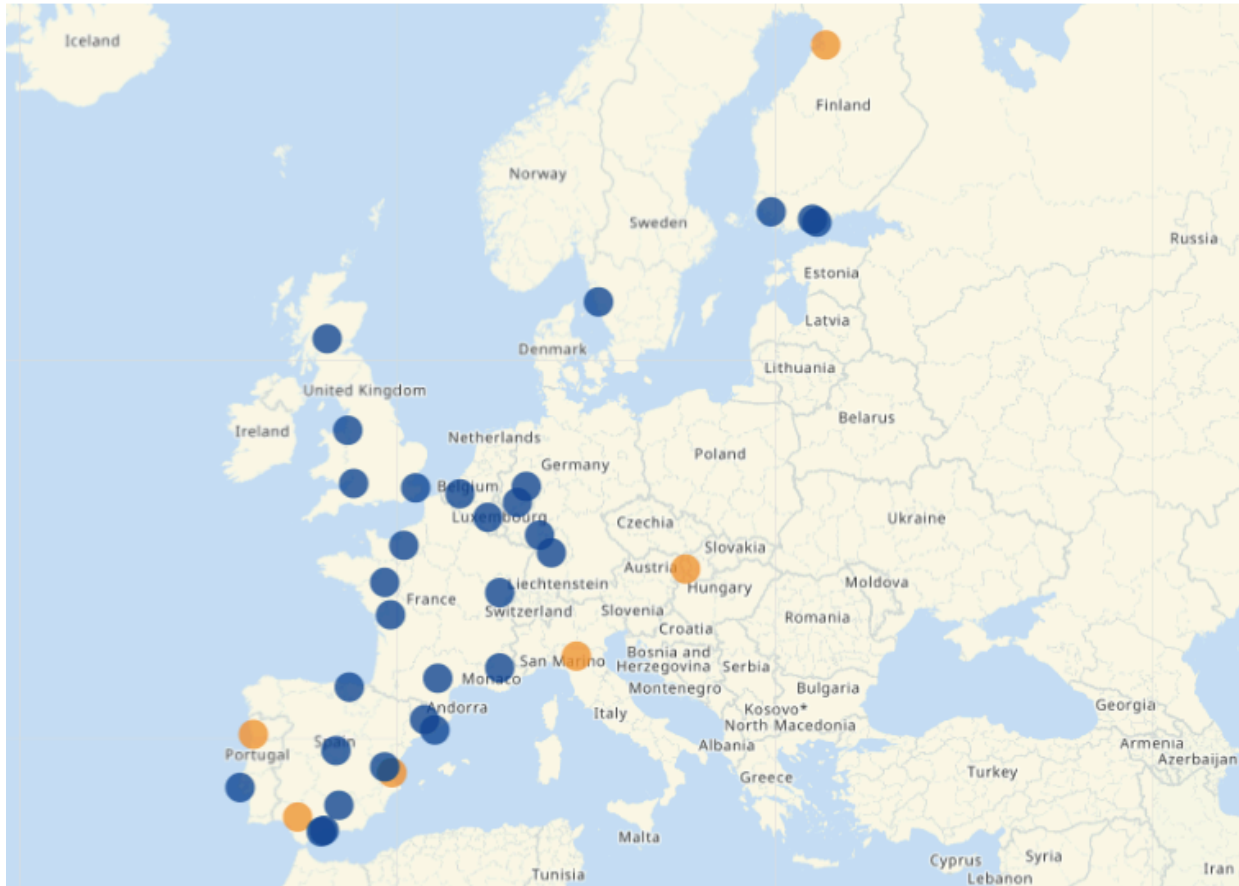 Iceland
Finland
Norway
Sweden
Russia
Estonia
Latvia
Denmark
Lithuania
United Kingdom
Belarus
Ireland
Netherlands
Poland
Germany
Belgium
Luxembourg
Ukraine
Czechia
Slovakia
Austria
Liechtenstein
Hungary
Moldova
France
Switzerland
Slovenia
Romania
Croatia
San Marino
Bosnia and
Herzegovina
Serbia
Monaco
Montenegro
Bulgaria
Andorra
Italy
Kosovo*
North Macedonia
Georgia
Spain
Albania
Armenia
Portugal
Azerbaijan
Greece
Turkey
Malta
Cyprus
Syria
Tunisia
Lebanon
Iran